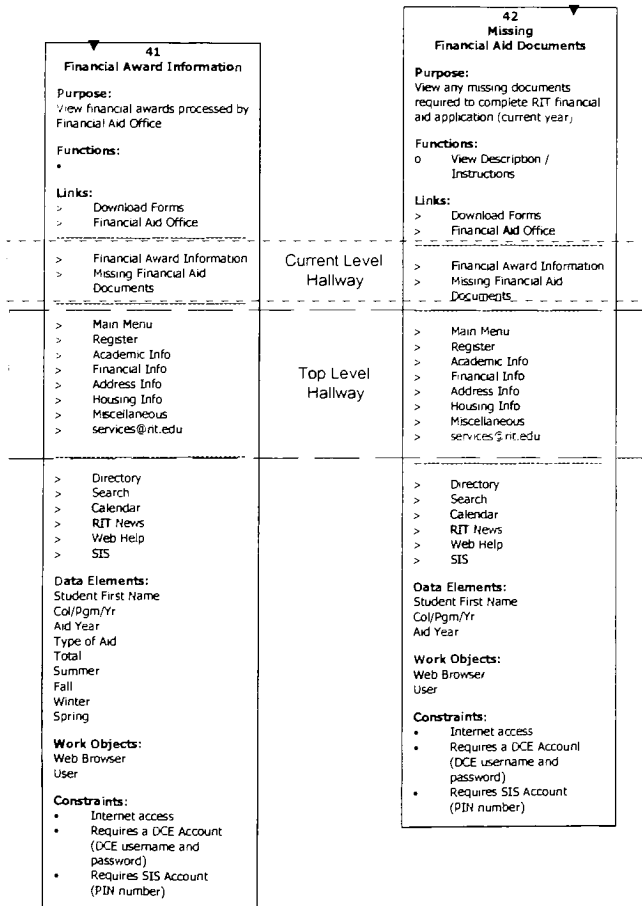 41
Financial Award Information
Purpose:
View financial awards processed by
Financial Aid Office
Functions:
•
Links:
> Download Forms
> Financial Aid Office
> Financial Award Information
> Missing Financial Aid
Documents
> Main Menu
> Register
> Academic Info
> Financial Info
> Address Info
> Housing Info
> Miscellaneous
> services@rit.edu
> Directory
> Search
> Calendar
> RIT News
> Web Help
> SIS
Data Elements:
Student First Name
Col/Pgm/Yr
Aid Year
Type of Aid
Total
Summer
Fall
Winter
Spring
Work Objects:
Web Browser
User
Constraints:
• Internet access
• Requires a DCE Account
(DCE username and
password)
• Requires SIS Account
(PIN number)
Current Level
Hallway
Top Level
Hallway
42
Missing
Financial Aid Documents
Purpose:
View any missing documents
required to complete RIT financial
aid application (current year)
Functions:
o View Description /
Instructions
Links:
> Download Forms
> Financial Aid Office
> Financial Award Information
> Missing Financial Aid
Documents
> Main Menu
> Register
> Academic Info
> Financial Info
> Address Info
> Housing Info
> Miscellaneous
> services@rit.edu
> Directory
> Search
> Calendar
> RIT News
> Web Help
> SIS
Data Elements:
Student First Name
Col/Pgm/Yr
Aid Year
Work Objects:
Web Browser
User
Constraints:
• Internet access
• Requires a DCE Account
(DCE username and
password)
• Requires SIS Account
(PIN number)